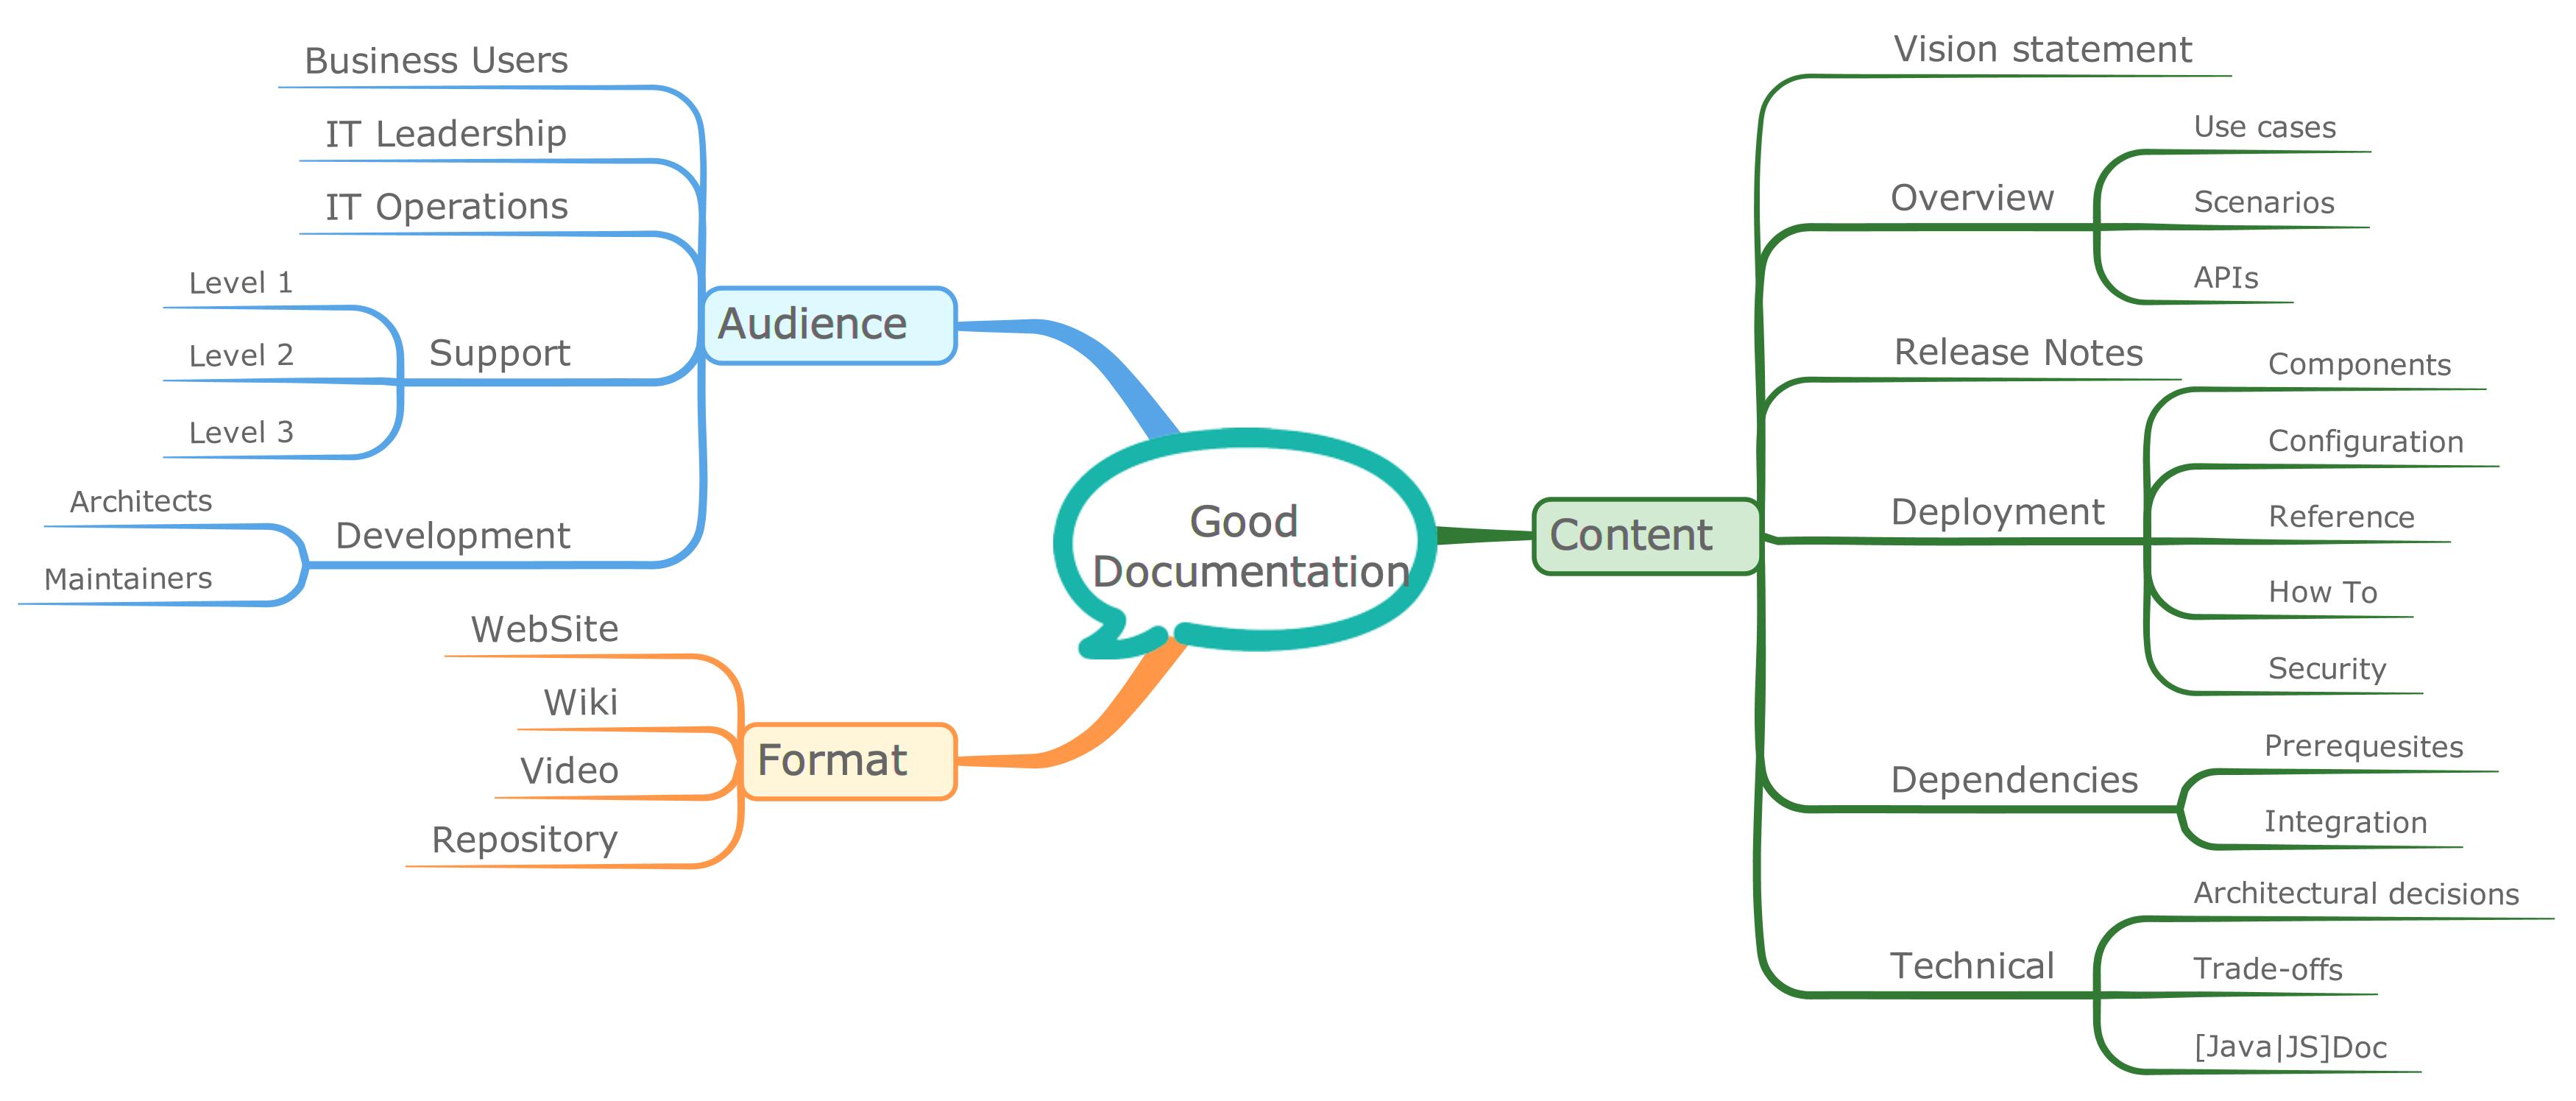 Good
Documentation
Audience
Business Users
IT Leadership
IT Operations
Support
Level 1
Level 2
Level 3
Development
Architects
Maintainers
Format
WebSite
Wiki
Video
Repository
Content
Vision statement
Overview
Use cases
Scenarios
APIs
Release Notes
Deployment
Components
Configuration
Reference
How To
Security
Dependencies
Prerequesites
Integration
Technical
Architectural decisions
Trade-offs
[Java|JS]Doc